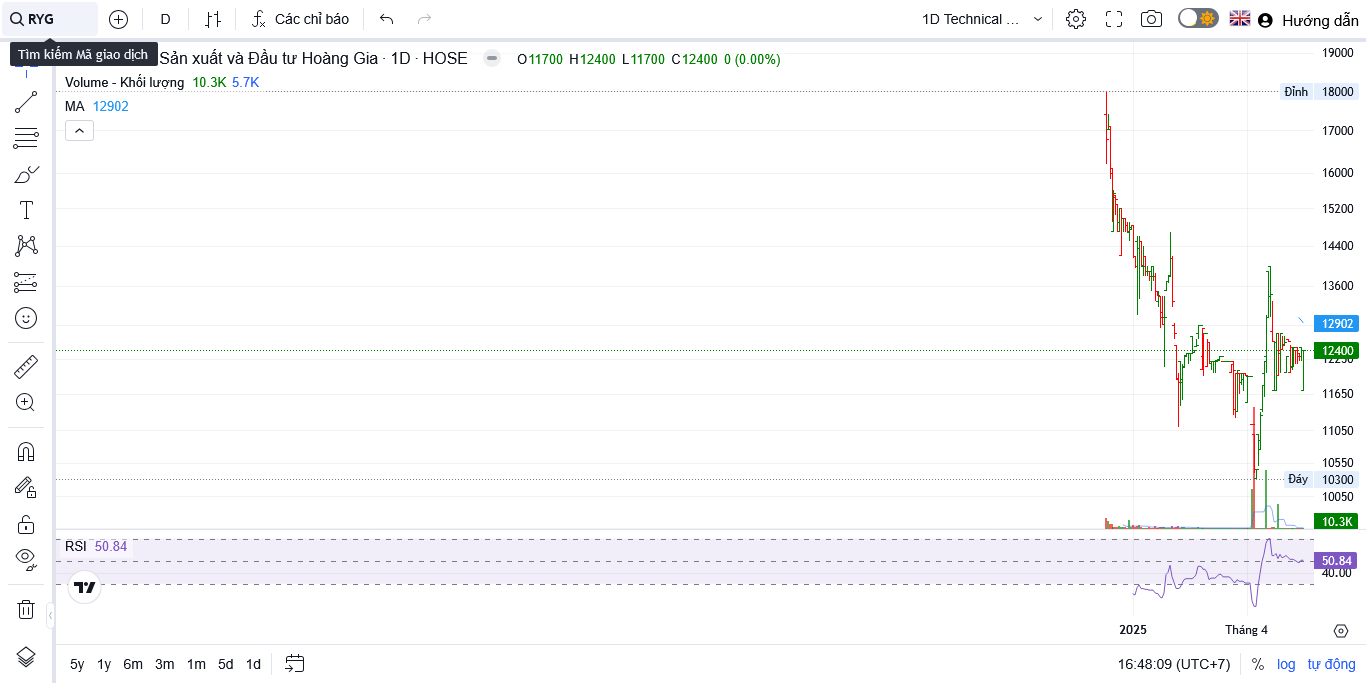 RYG
D
Các chỉ báo
1D Technical ...
Hướng dẫn
Tìm kiếm Mã giao dịch
Sản xuất và Đầu tư Hoàng Gia · 1D · HOSE
O11700 H12400 L11700 C12400 0 (0.00%)
Volume - Khối lượng 10.3K 5.7K
MA 12902
19000
Đỉnh 18000
17000
16000
15200
14400
13600
12902
12400
12250
11650
11050
10550
Đáy 10300
10050
10.3K
RSI 50.84
50.84
40.00
2025
Tháng 4
5y 1y 6m 3m 1m 5d 1d
16:48:09 (UTC+7)
% log tự động